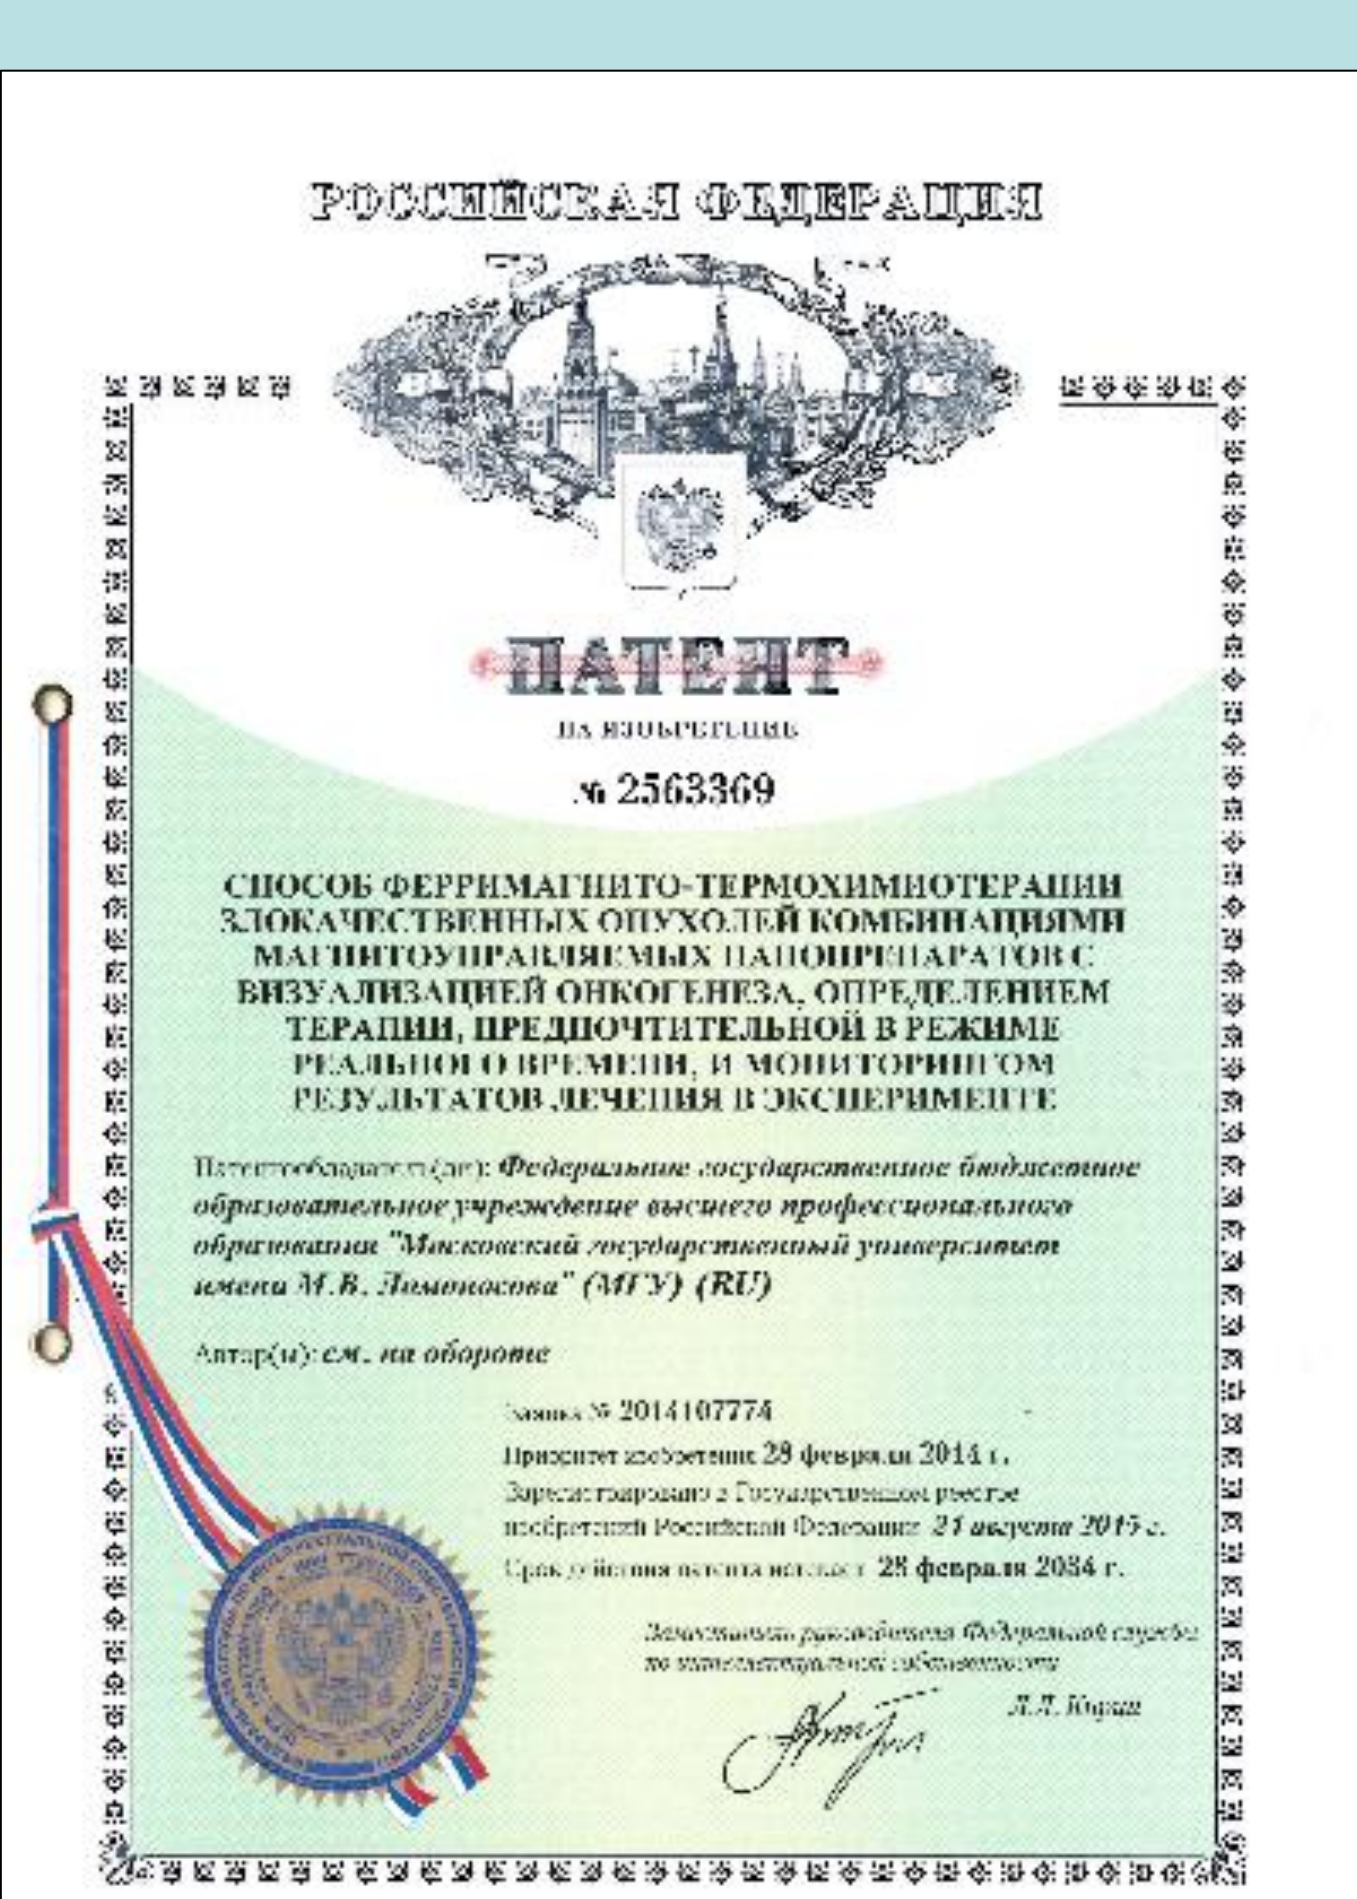 РОССИЙСКАЯ ФЕДЕРАЦИЯ
ПАТЕНТ
НА ИЗОБРЕТЕНИЕ
№ 2563369
СПОСОБ ФЕРРИМАГНИТО-ТЕРМОХИМИОТЕРАПИИ
ЗЛОКАЧЕСТВЕННЫХ ОПУХОЛЕЙ КОМБИНАЦИЯМИ
МАГНИТОУПРАВЛЯЕМЫХ НАНОПРЕПАРАТОВ С
ВИЗУАЛИЗАЦИЕЙ ОНКОГЕНЕЗА, ОПРЕДЕЛЕНИЕМ
ТЕРАПИИ, ПРЕДПОЧТИТЕЛЬНОЙ В РЕЖИМЕ
РЕАЛЬНОГО ВРЕМЕНИ, И МОНИТОРИНГОМ
РЕЗУЛЬТАТОВ ЛЕЧЕНИЯ В ЭКСПЕРИМЕНТЕ
Патентообладатель(ли): Федеральное государственное бюджетное
образовательное учреждение высшего профессионального
образования "Московский государственный университет
имени М.В. Ломоносова" (МГУ) (RU)
Автор(ы): см. на обороте
Заявка № 2014107774
Приоритет изобретения 28 февраля 2014 г.
Зарегистрировано в Государственном реестре
изобретений Российской Федерации 21 августа 2015 г.
Срок действия патента истекает 28 февраля 2034 г.
Заместитель руководителя Федеральной службы
по интеллектуальной собственности
Л.Л. Кирий